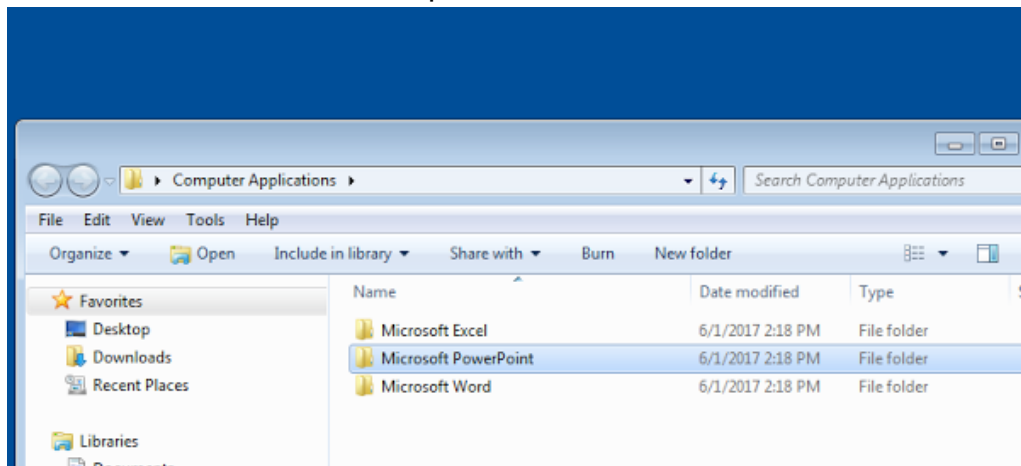 Computer Applications
Search Computer Applications
File Edit View Tools Help
Organize Open Include in library Share with Burn New folder
Name Date modified Type
Favorites
Desktop
Downloads
Recent Places
Libraries
Microsoft Excel 6/1/2017 2:18 PM File folder
Microsoft PowerPoint 6/1/2017 2:18 PM File folder
Microsoft Word 6/1/2017 2:18 PM File folder